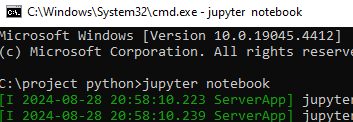 C:\Windows\System32\cmd.exe - jupyter notebook
Microsoft Windows [Version 10.0.19045.4412]
(c) Microsoft Corporation. All rights rese
C:\project python>jupyter notebook
[I 2024-08-28 20:58:10.223 ServerApp] jupyter
[I 2024-08-28 20:58:10.239 ServerApp] jupyter